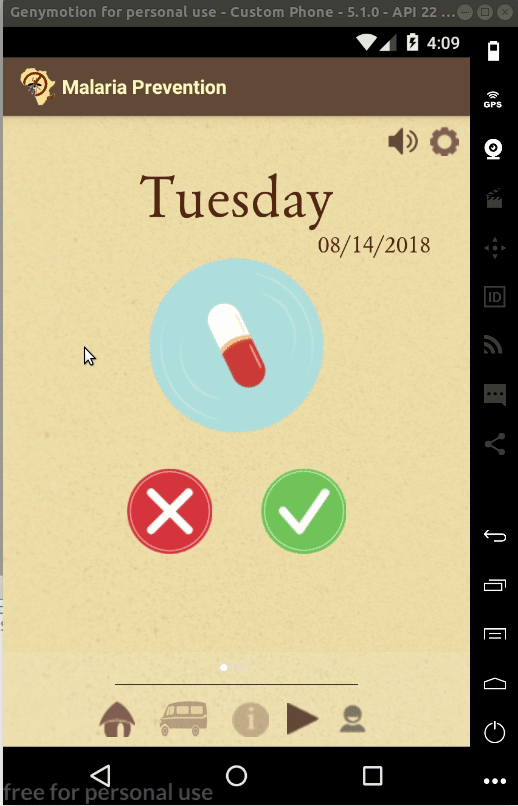 Genymotion for personal use - Custom Phone - 5.1.0 - API 22 ...
4:09
Malaria Prevention
GPS
Tuesday
08/14/2018
ID
free for personal use